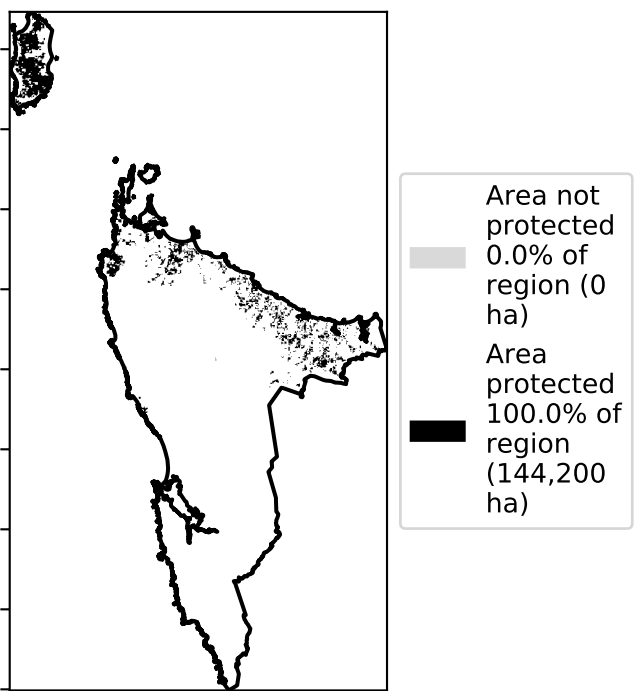 Area not
protected
0.0% of
region (0
ha)
Area
protected
100.0% of
region
(144,200
ha)